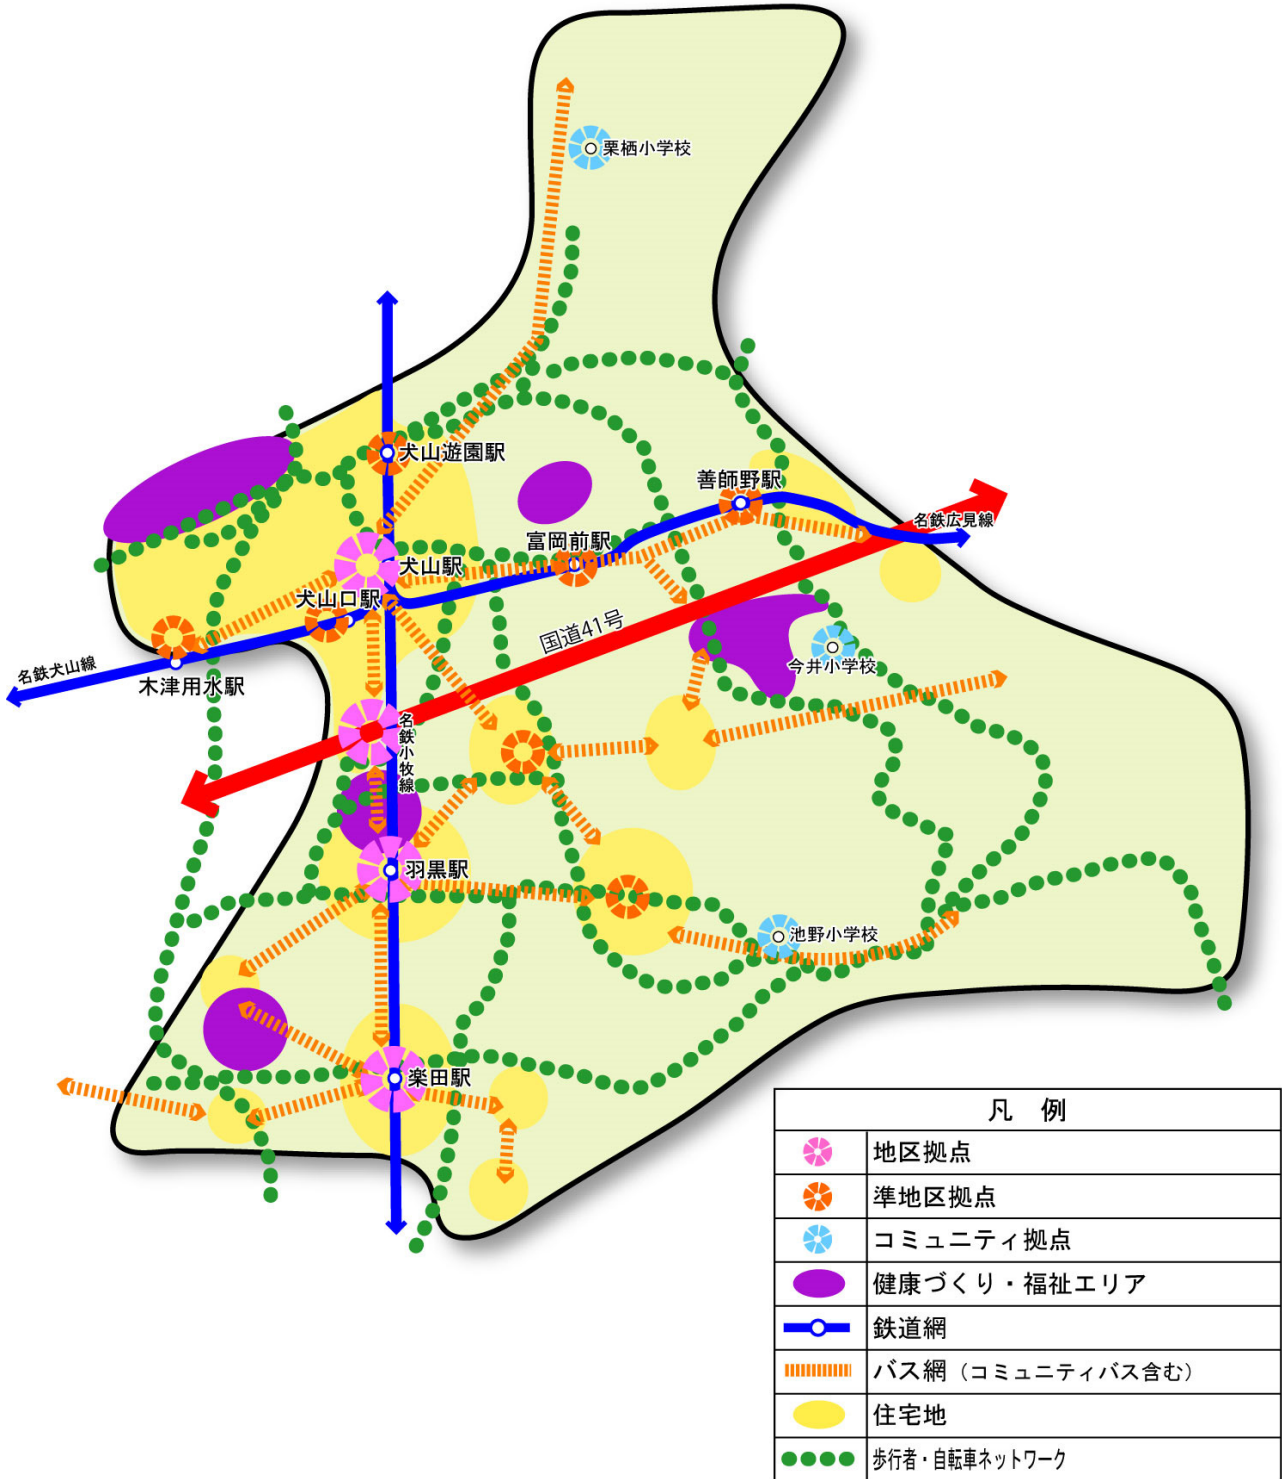 栗栖小学校
犬山遊園駅
善師野駅
名鉄広見線
富岡前駅
犬山駅
犬山口駅
国道41号
今井小学校
名鉄犬山線
木津用水駅
名鉄小牧線
羽黒駅
池野小学校
楽田駅
凡 例
地区拠点
準地区拠点
コミュニティ拠点
健康づくり・福祉エリア
鉄道網
バス網（コミュニティバス含む）
住宅地
歩行者・自転車ネットワーク